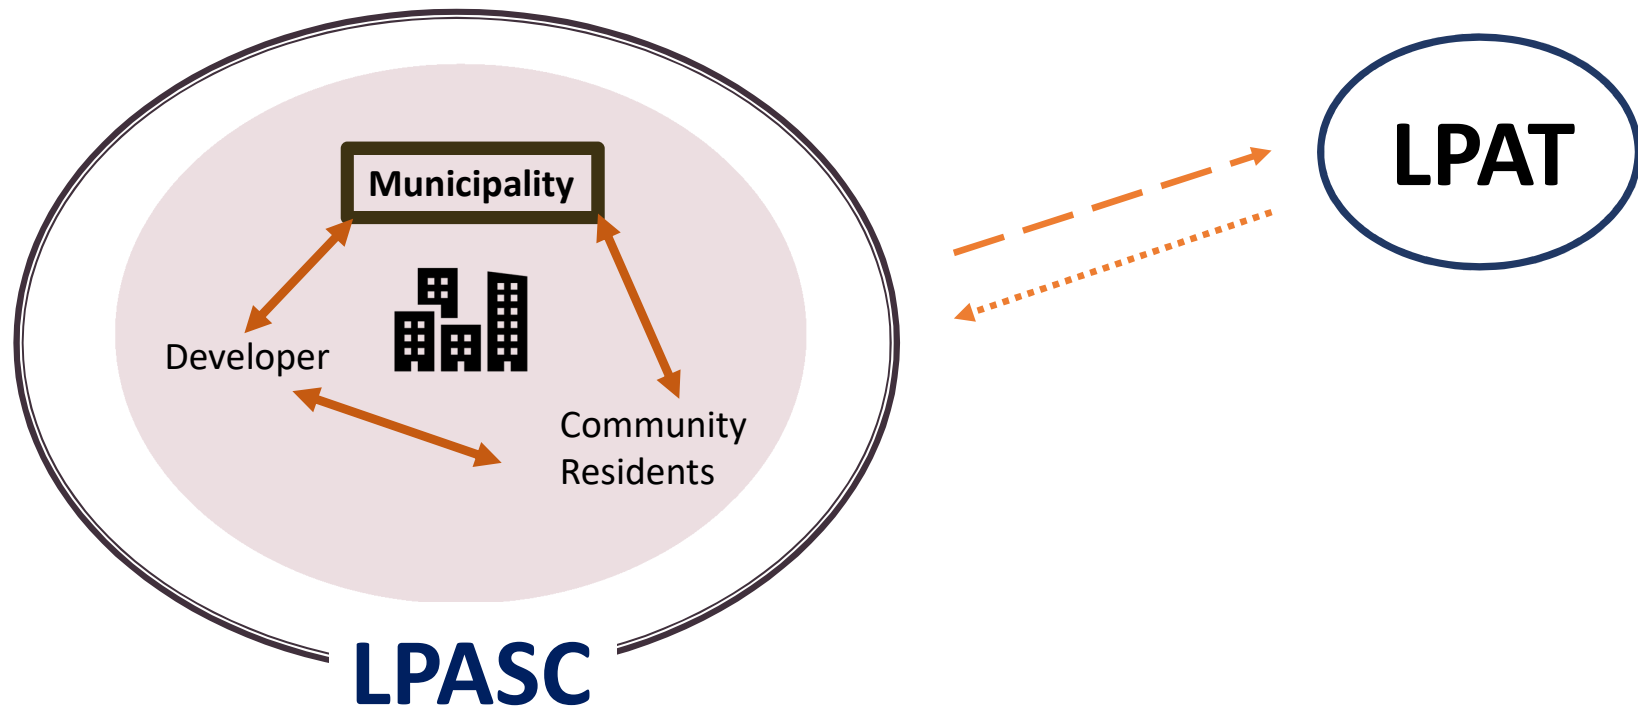 LPAT
Municipality
Developer
Community
Residents
LPASC